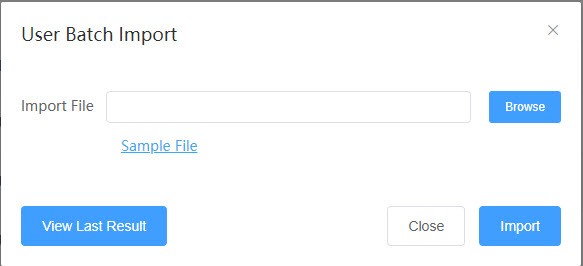 User Batch Import
Import File
Browse
Sample File
View Last Result
Close
Import